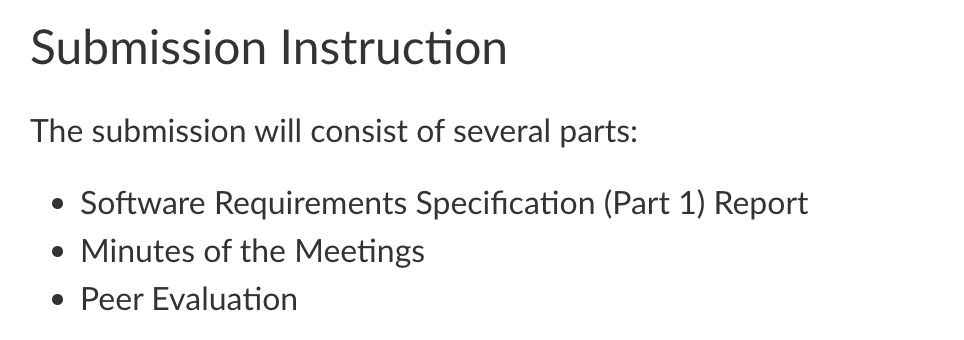 Submission Instruction
The submission will consist of several parts:
• Software Requirements Specification (Part 1) Report
• Minutes of the Meetings
• Peer Evaluation